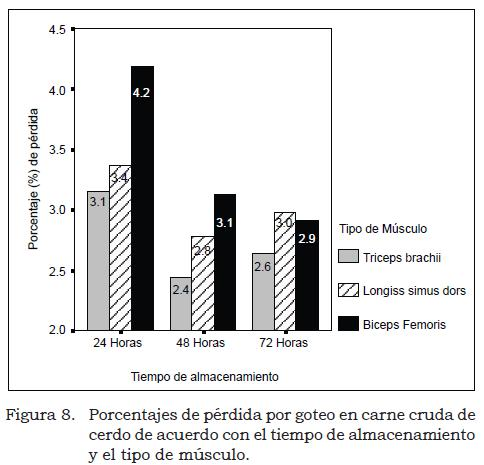 4.5
4.0
3.5
3.0
2.5
2.0
Porcentaje (%) de pérdida
3.1
3.4
4.2
2.4
2.8
3.1
2.6
3.0
2.9
24 Horas
48 Horas
72 Horas
Tiempo de almacenamiento
Tipo de Músculo
Triceps brachii
Longiss simus dors
Biceps Femoris
Figura 8. Porcentajes de pérdida por goteo en carne cruda de
cerdo de acuerdo con el tiempo de almacenamiento
y el tipo de músculo.